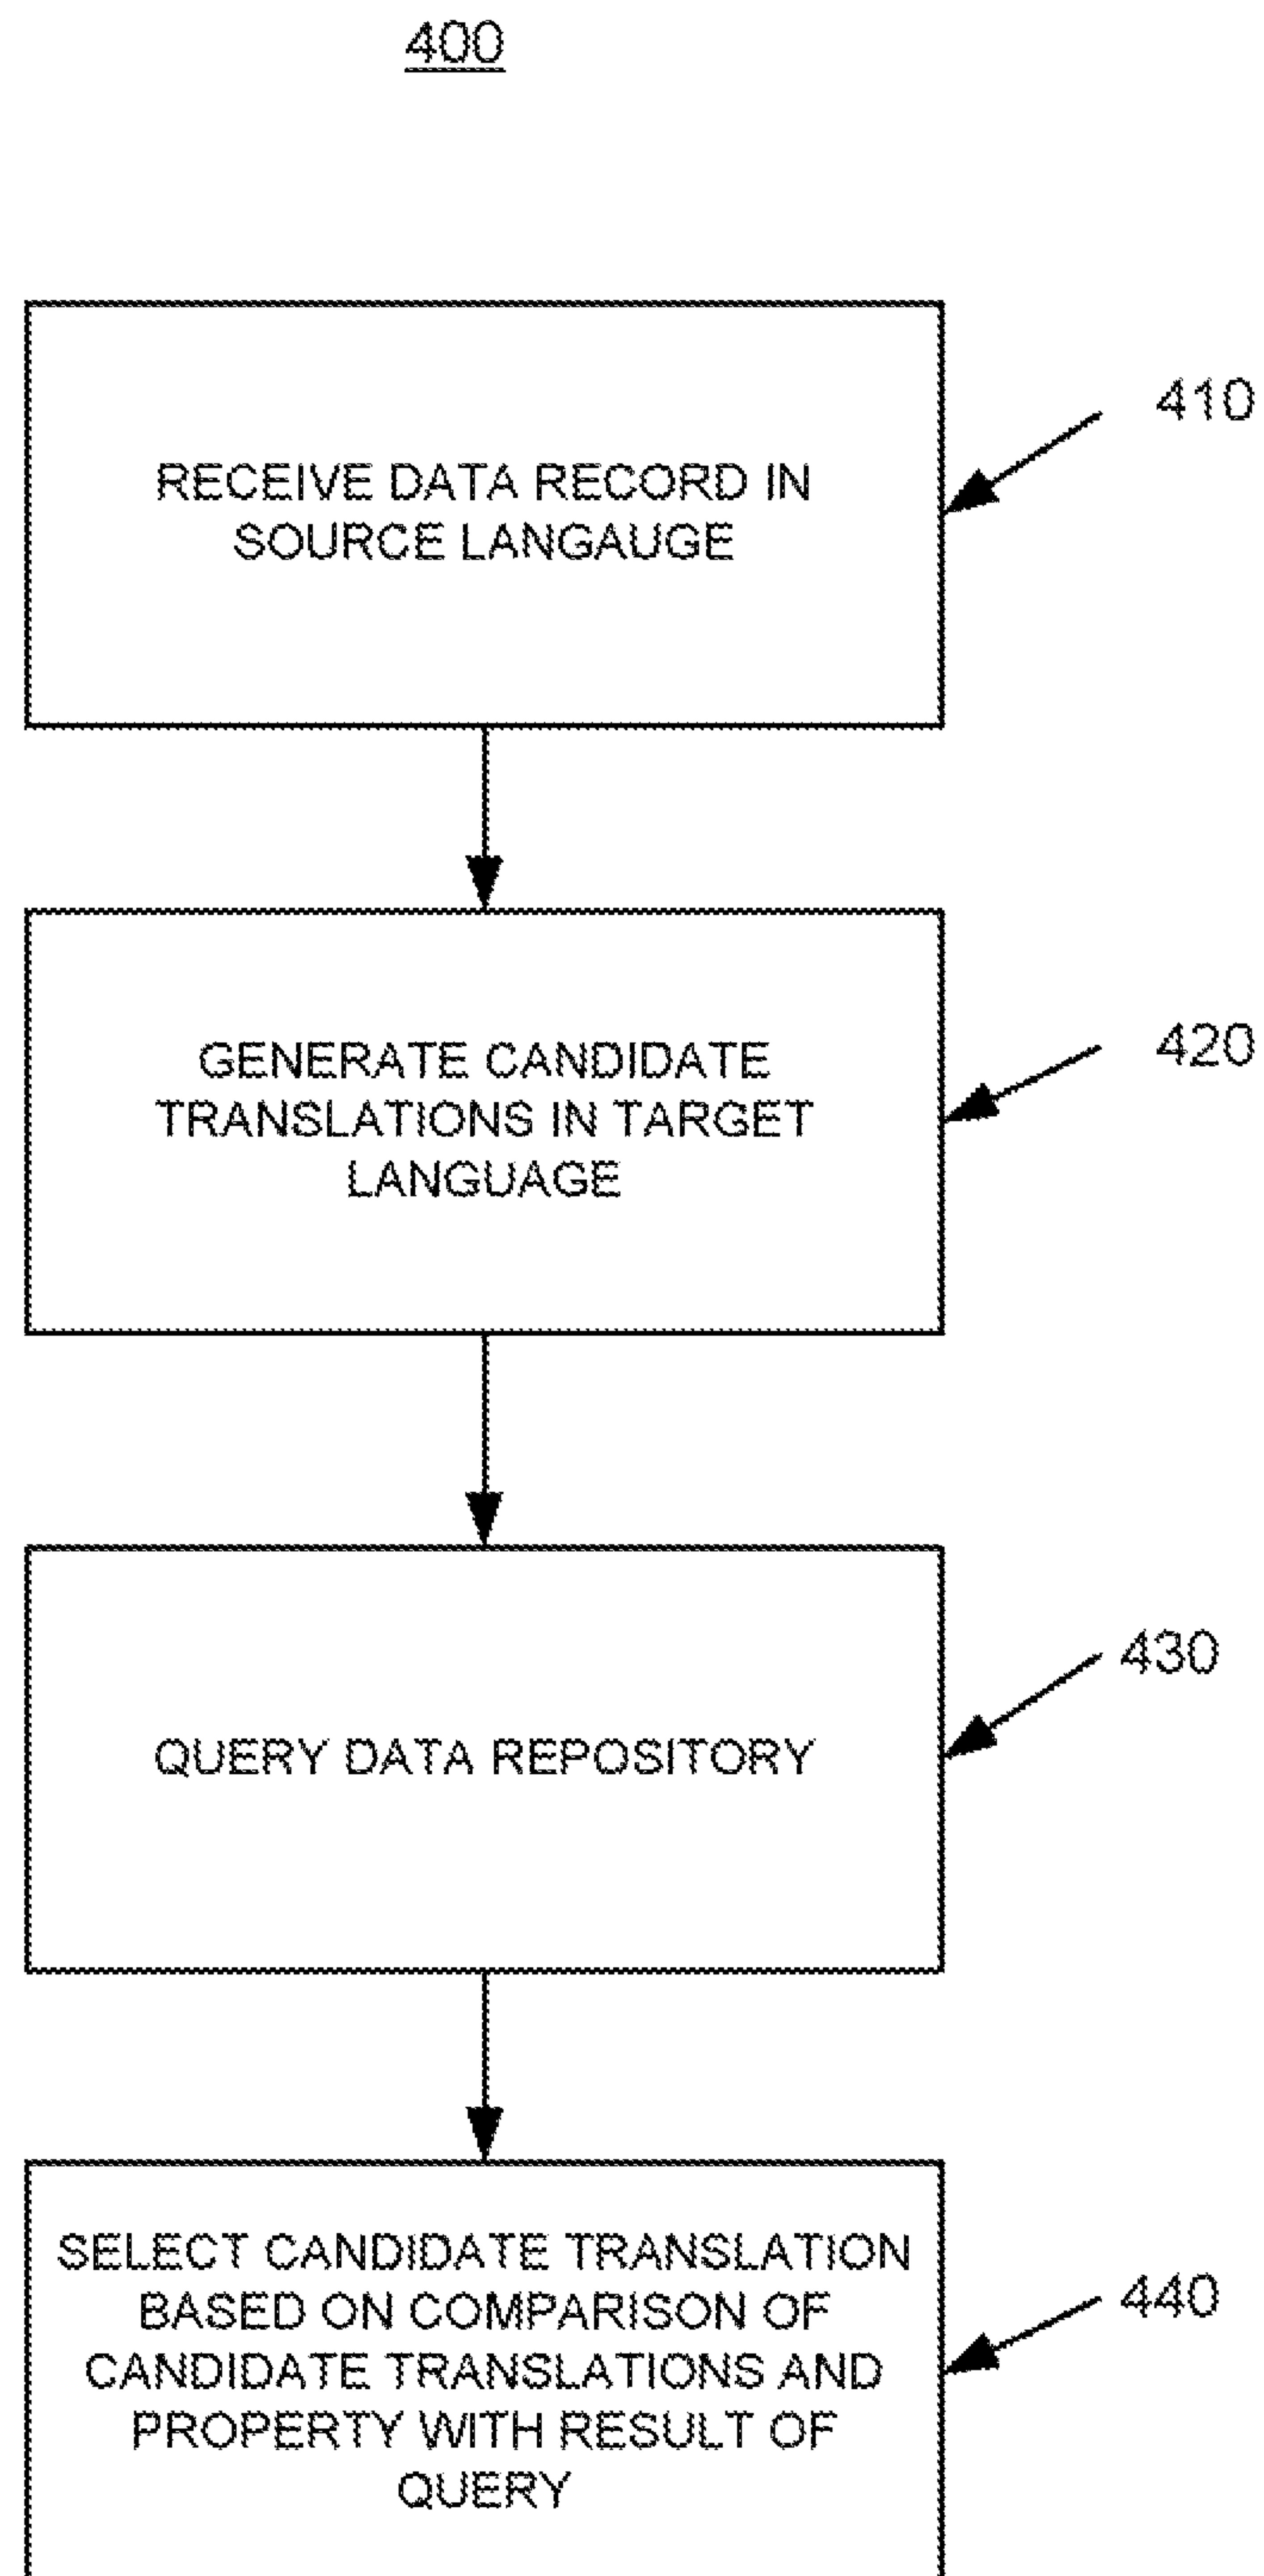 400
RECEIVE DATA RECORD IN
SOURCE LANGAUGE
410
GENERATE CANDIDATE
TRANSLATIONS IN TARGET
LANGUAGE
420
QUERY DATA REPOSITORY
430
SELECT CANDIDATE TRANSLATION
BASED ON COMPARISON OF
CANDIDATE TRANSLATIONS AND
PROPERTY WITH RESULT OF
QUERY
440